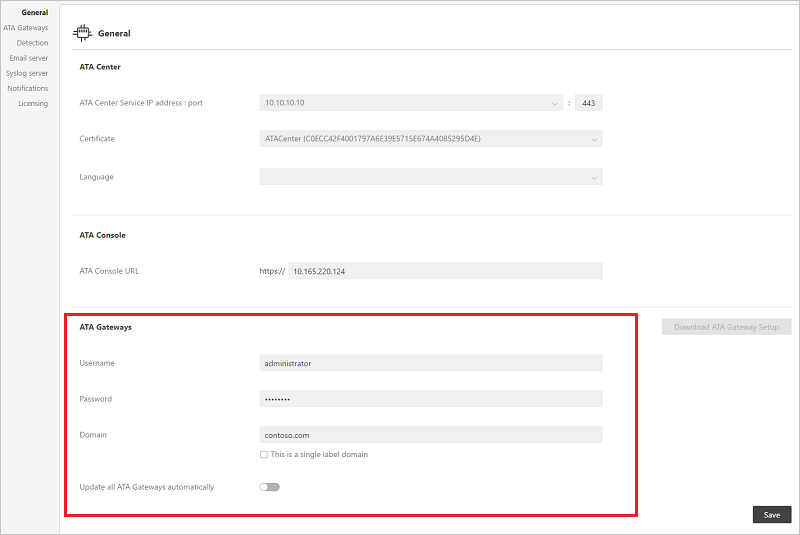 General
ATA Gateways
Detection
Email server
Syslog server
Notifications
Licensing
General
ATA Center
ATA Center Service IP address : port 10.10.10.10 : 443
Certificate ATACenter (C0ECC42F4001797A6E39E5715E674A4085295D4E)
Language
ATA Console
ATA Console URL https:// 10.165.220.124
ATA Gateways Download ATA Gateway Setup
Username administrator
Password ••••••••
Domain contoso.com
This is a single label domain
Update all ATA Gateways automatically
Save